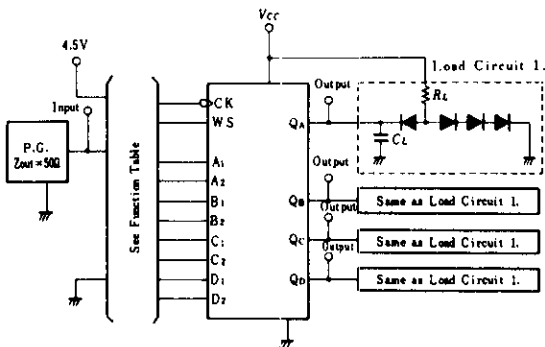 Vcc
4.5V
Input
P.G.
Zout = 50Ω
See Function Table
CK
WS
A1
A2
B1
B2
C1
C2
D1
D2
QA
QB
QC
QD
Output
Output
Output
Output
Load Circuit 1.
RL
CL
Same as Load Circuit 1.
Same as Load Circuit 1.
Same as Load Circuit 1.